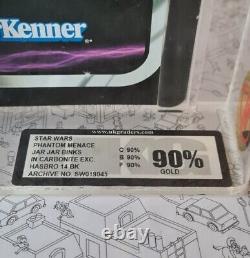 Kenner
www.ukgraders.com
STAR WARS
PHANTOM MENACE
JAR JAR BINKS
IN CARBONITE EXC.
HASBRO 14 BK
ARCHIVE NO. SW019045
C 90%
B 90%
F 90%
90%
GOLD